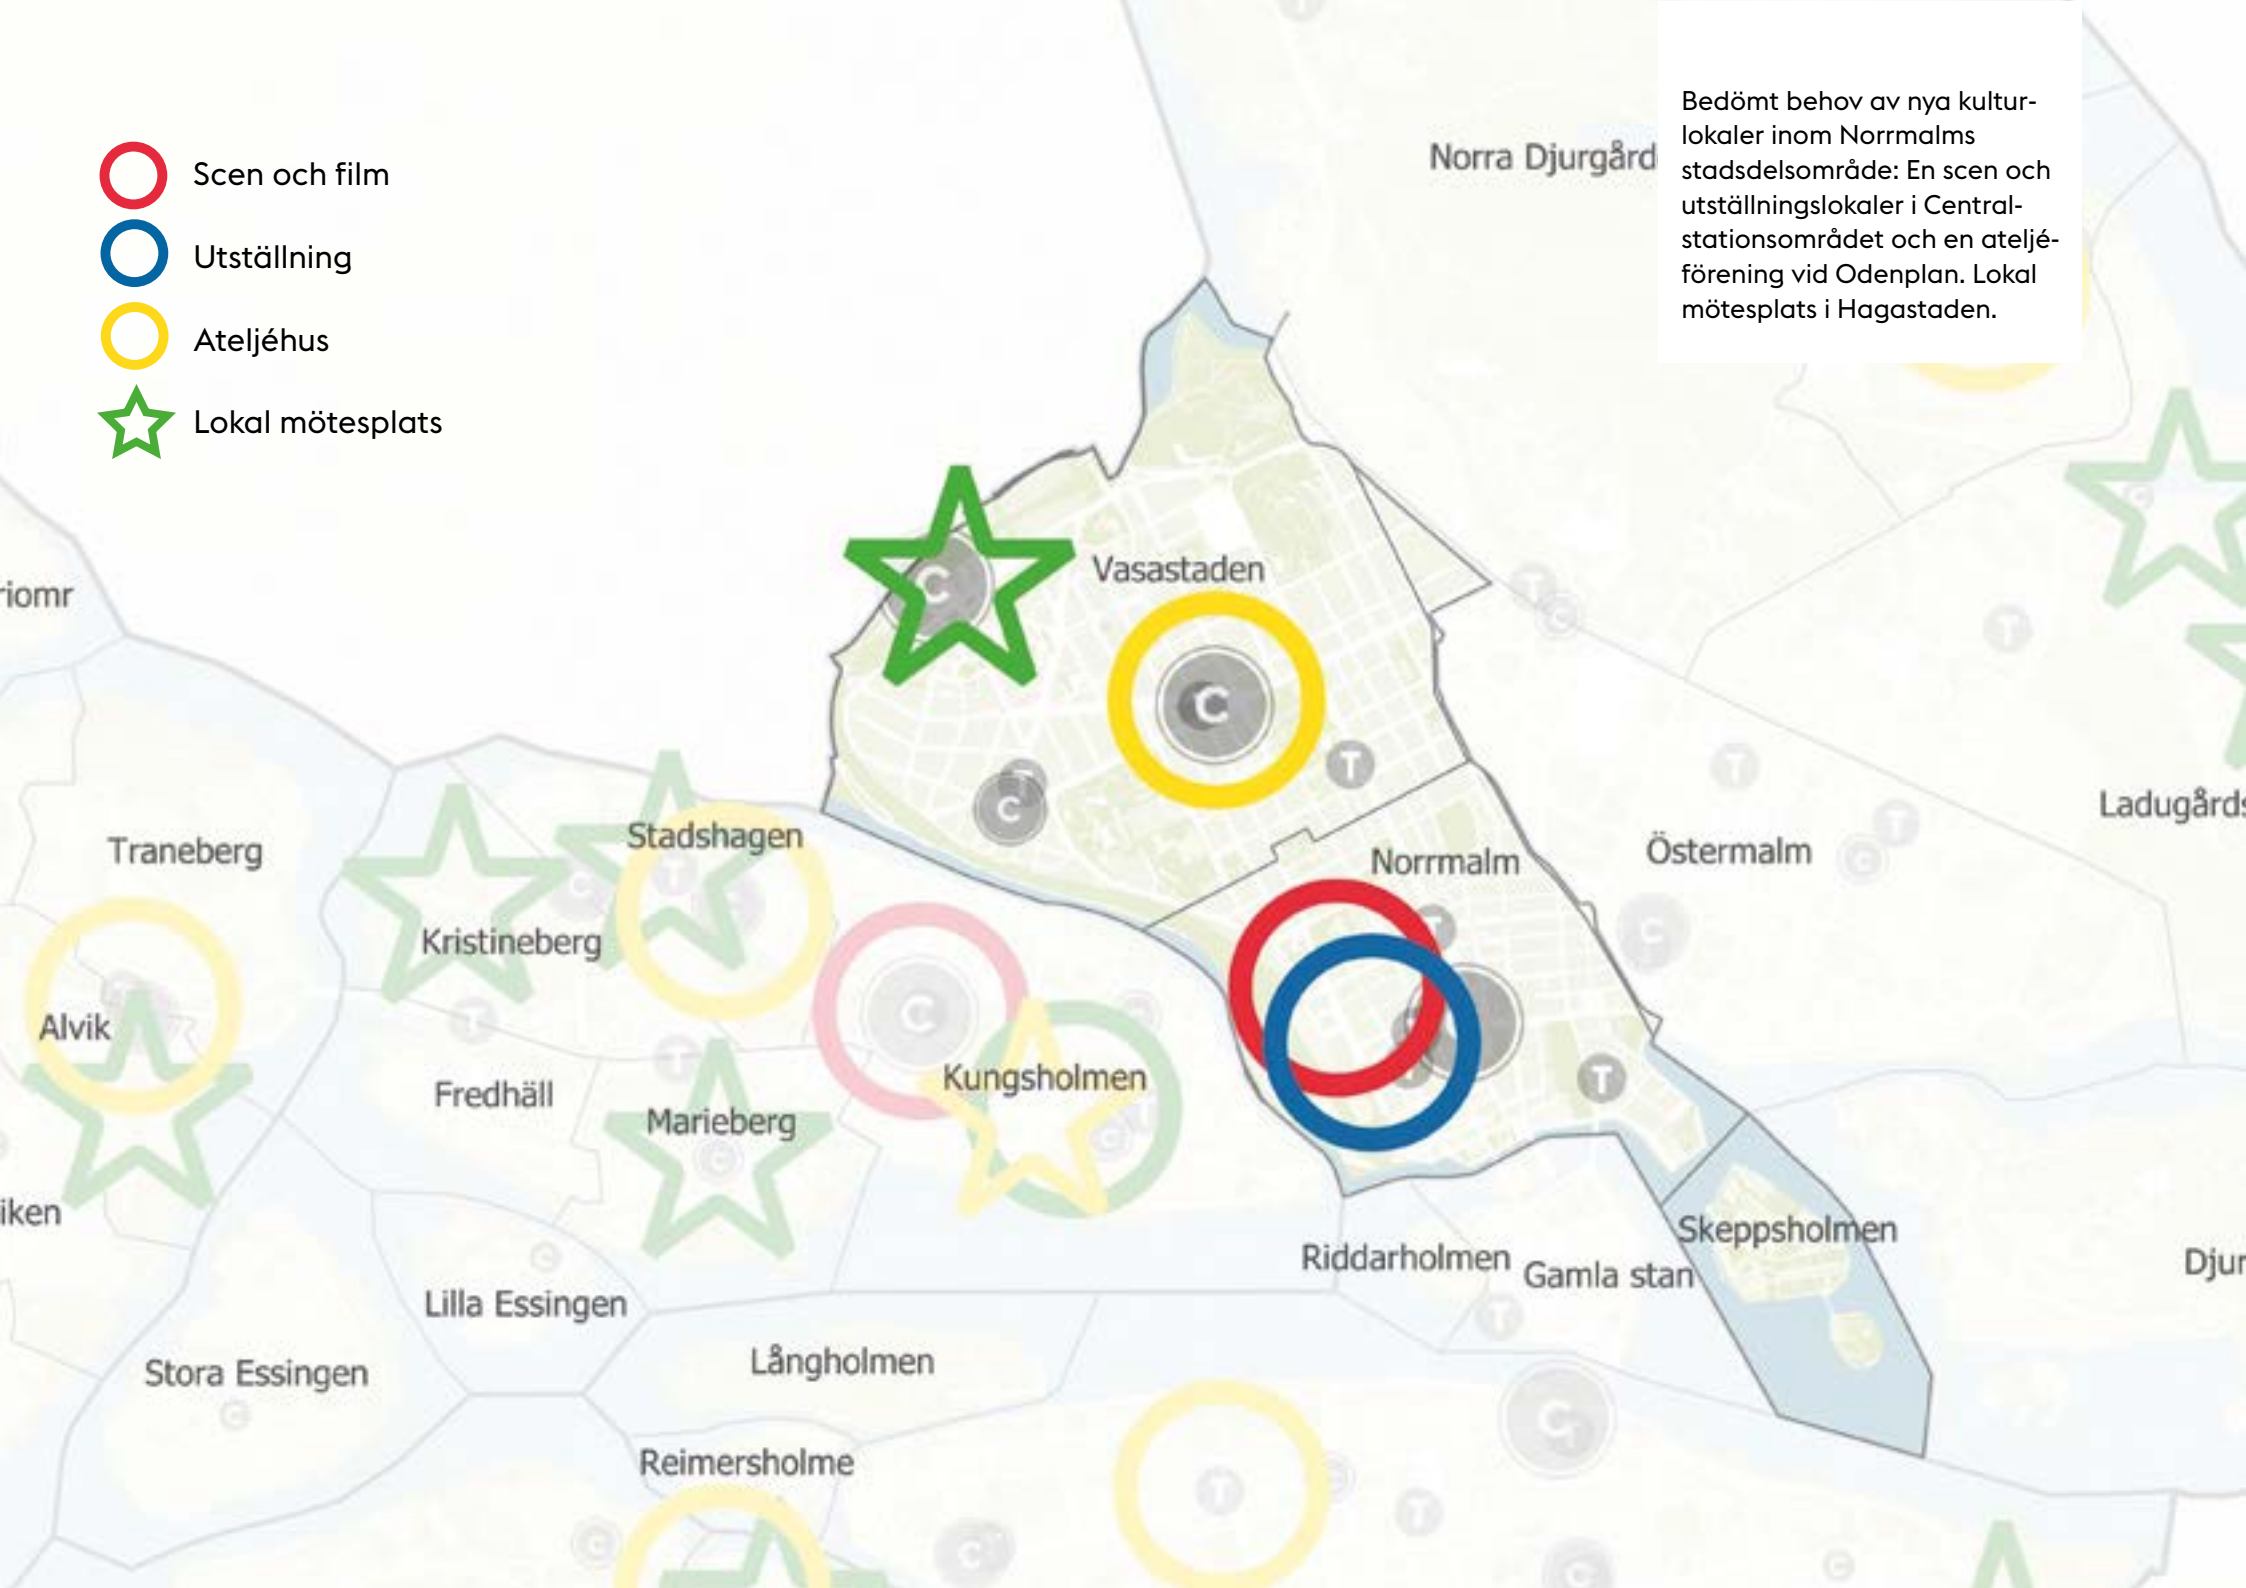 Scen och film
Utställning
Ateljéhus
Lokal mötesplats
Bedömt behov av nya kultur-
lokaler inom Norrmalms
stadsdelsområde: En scen och
utställningslokaler i Central-
stationsområdet och en ateljé-
förening vid Odenplan. Lokal
mötesplats i Hagastaden.
Norra Djurgård
Vasastaden
riomr
Ladugårds
Traneberg
Stadshagen
Norrmalm
Östermalm
Kristineberg
Alvik
Fredhäll
Kungsholmen
Marieberg
iken
Skeppsholmen
Riddarholmen
Gamla stan
Djur
Lilla Essingen
Långholmen
Stora Essingen
Reimersholme
C
C
T
C
T
T
T